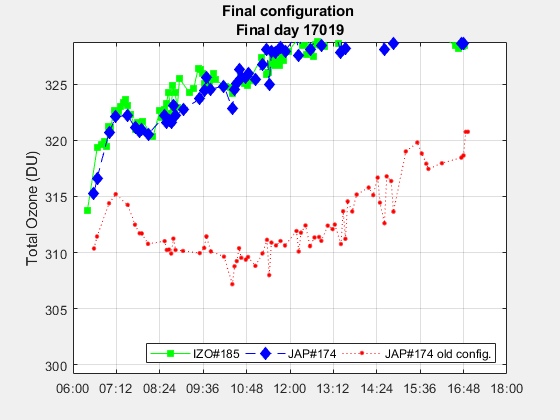 Final configuration
Final day 17019
Total Ozone (DU)
325
320
315
310
305
300
IZO#185
JAP#174
JAP#174 old config.
06:00 07:12 08:24 09:36 10:48 12:00 13:12 14:24 15:36 16:48 18:00